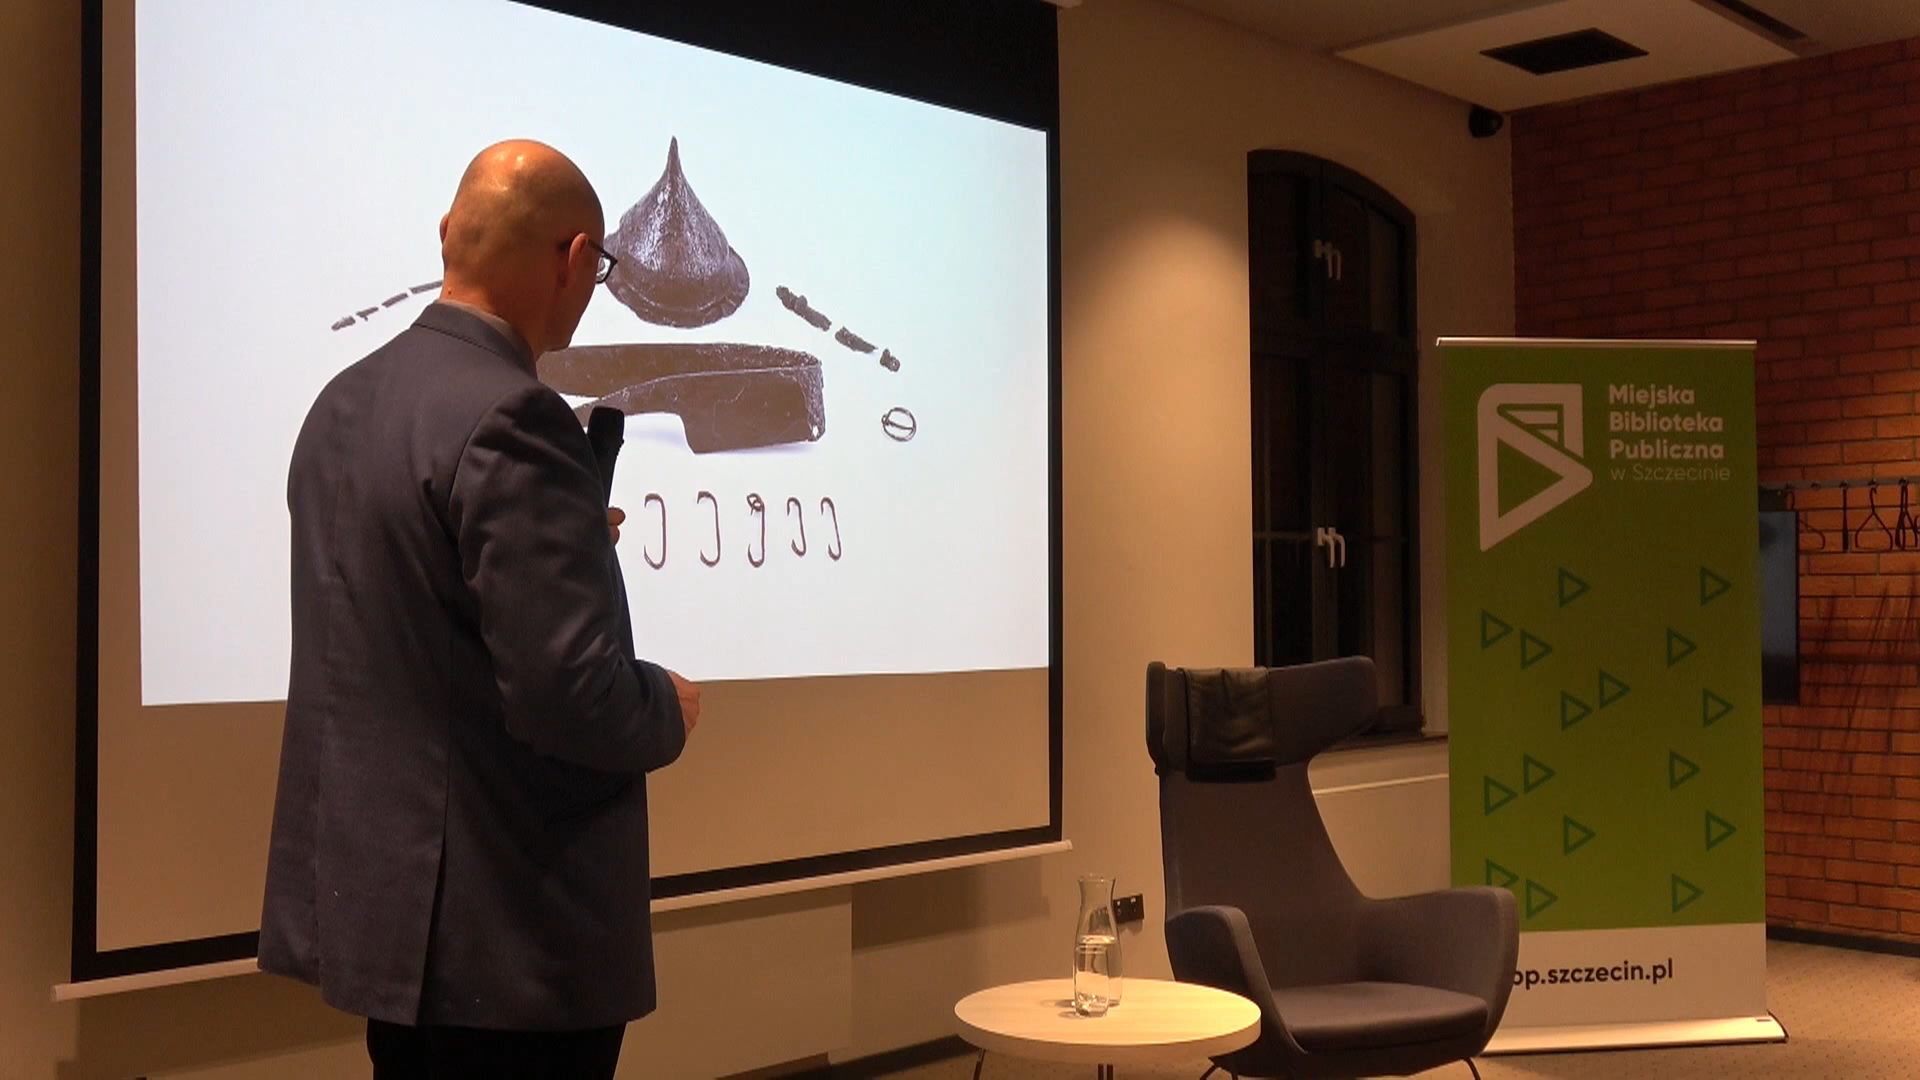 Miejska
Biblioteka
Publiczna
w Szczecinie
op.szczecin.pl